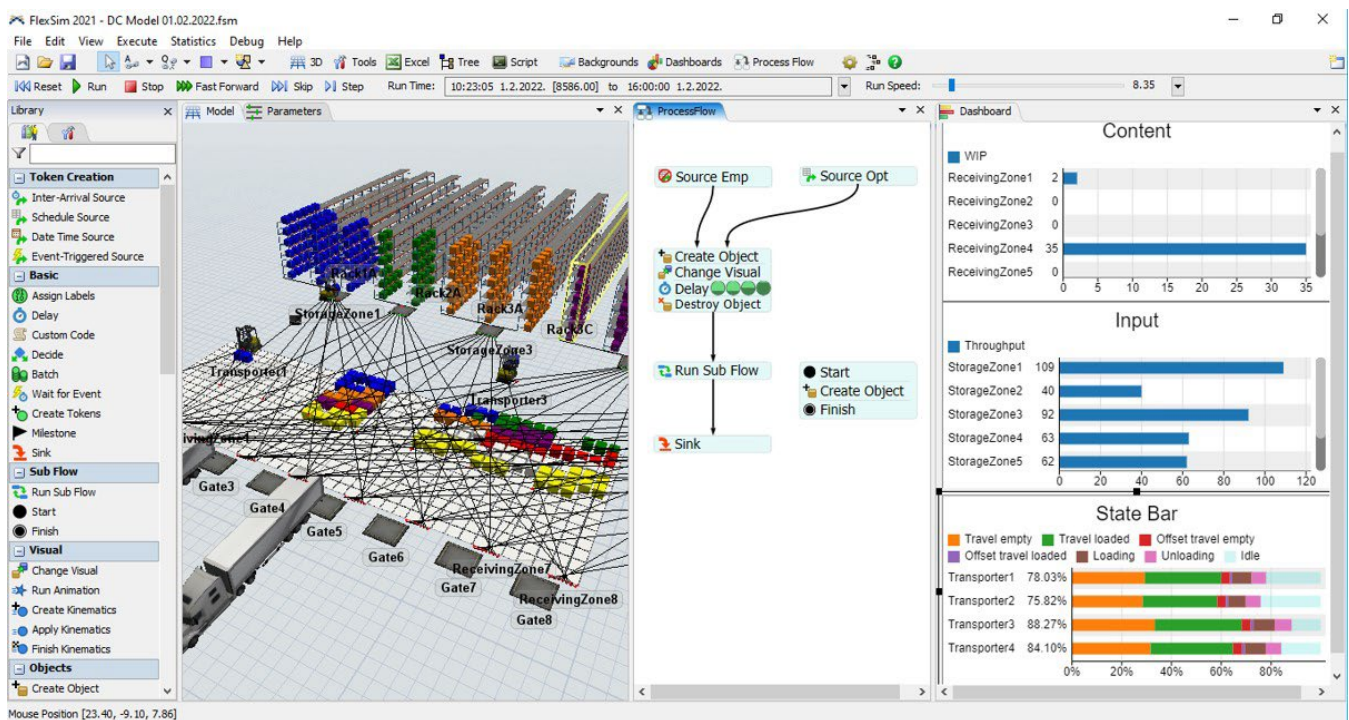 FlexSim 2021 - DC Model 01.02.2022.fsm
File Edit View Execute Statistics Debug Help
3D Tools Excel Tree Script Backgrounds Dashboards Process Flow
Reset Run Stop Fast Forward Skip Step Run Time: 10:23:05 1.2.2022. [8586.00] to 16:00:00 1.2.2022. Run Speed: 8.35
Library
Token Creation
Inter-Arrival Source
Schedule Source
Date Time Source
Event-Triggered Source
Basic
Assign Labels
Delay
Custom Code
Decide
Batch
Wait for Event
Create Tokens
Milestone
Sink
Sub Flow
Run Sub Flow
Start
Finish
Visual
Change Visual
Run Animation
Create Kinematics
Apply Kinematics
Finish Kinematics
Objects
Create Object
Model Parameters
Rack1A
Rack2A
Rack3A
Rack3C
StorageZone1
StorageZone3
Transporter1
Transporter3
Gate3
Gate4
Gate5
Gate6
Gate7
ReceivingZone7
ReceivingZone8
Gate8
ProcessFlow
Source Emp
Source Opt
Create Object
Change Visual
Delay
Destroy Object
Run Sub Flow
Sink
Start
Create Object
Finish
Dashboard
Content
WIP
ReceivingZone1 2
ReceivingZone2 0
ReceivingZone3 0
ReceivingZone4 35
ReceivingZone5 0
0 5 10 15 20 25 30 35
Input
Throughput
StorageZone1 109
StorageZone2 40
StorageZone3 92
StorageZone4 63
StorageZone5 62
0 20 40 60 80 100 120
State Bar
Travel empty Travel loaded Offset travel empty
Offset travel loaded Loading Unloading Idle
Transporter1 78.03%
Transporter2 75.82%
Transporter3 88.27%
Transporter4 84.10%
0% 20% 40% 60% 80%
Mouse Position [23.40, -9.10, 7.86]